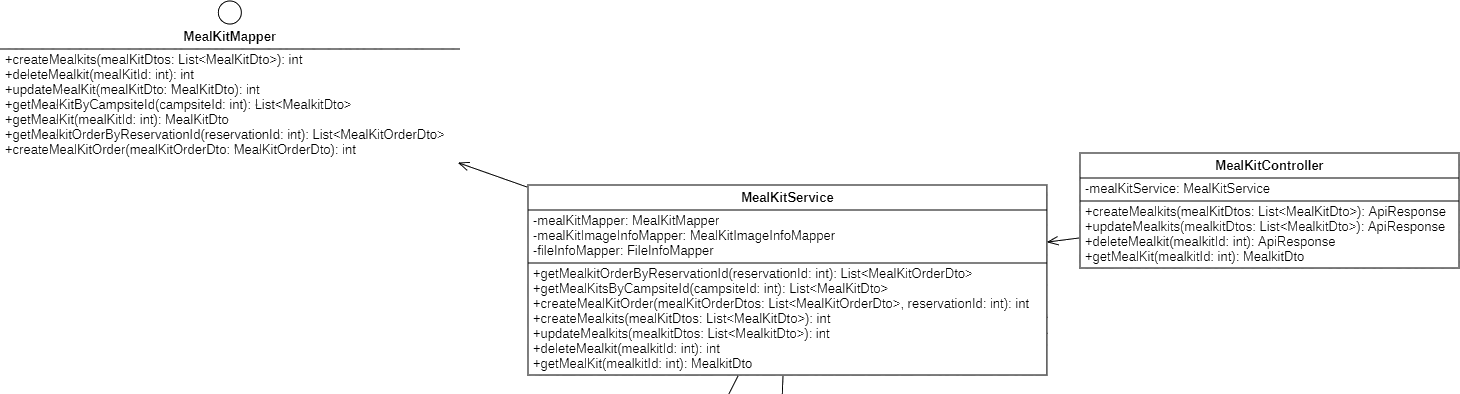 MealKitMapper
+createMealkits(mealKitDtos: List<MealKitDto>): int
+deleteMealkit(mealKitId: int): int
+updateMealKit(mealKitDto: MealKitDto): int
+getMealKitByCampsiteId(campsiteId: int): List<MealkitDto>
+getMealKit(mealKitId: int): MealKitDto
+getMealkitOrderByReservationId(reservationId: int): List<MealKitOrderDto>
+createMealKitOrder(mealKitOrderDto: MealKitOrderDto): int
MealKitService
-mealKitMapper: MealKitMapper
-mealKitImageInfoMapper: MealKitImageInfoMapper
-fileInfoMapper: FileInfoMapper
+getMealkitOrderByReservationId(reservationId: int): List<MealKitOrderDto>
+getMealKitsByCampsiteId(campsiteId: int): List<MealKitDto>
+createMealKitOrder(mealKitOrderDtos: List<MealKitOrderDto>, reservationId: int): int
+createMealkits(mealKitDtos: List<MealKitDto>): int
+updateMealkits(mealkitDtos: List<MealkitDto>): int
+deleteMealkit(mealkitId: int): int
+getMealKit(mealkitId: int): MealkitDto
MealKitController
-mealKitService: MealKitService
+createMealkits(mealKitDtos: List<MealKitDto>): ApiResponse
+updateMealkits(mealkitDtos: List<MealkitDto>): ApiResponse
+deleteMealkit(mealkitId: int): ApiResponse
+getMealKit(mealkitId: int): MealkitDto